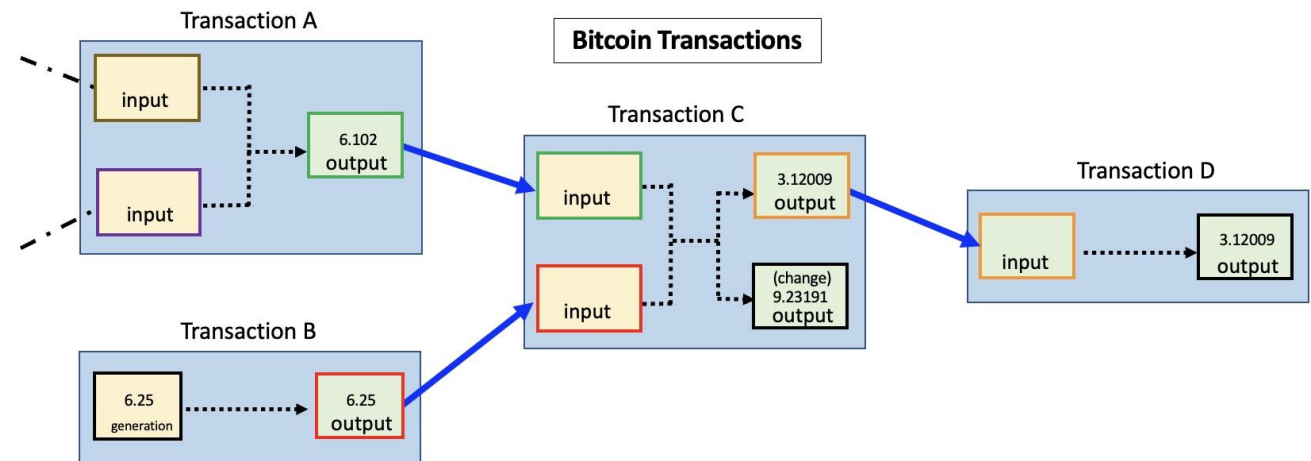 Transaction A
Bitcoin Transactions
input
6.102
output
input
Transaction C
input
3.12009
output
input
(change)
9.23191
output
Transaction D
input
3.12009
output
Transaction B
6.25
generation
6.25
output